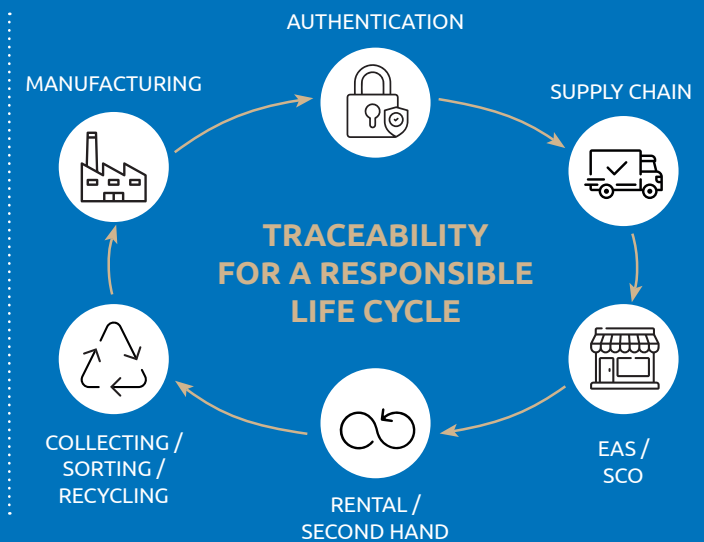 AUTHENTICATION
MANUFACTURING
SUPPLY CHAIN
TRACEABILITY
FOR A RESPONSIBLE
LIFE CYCLE
COLLECTING /
SORTING /
RECYCLING
EAS /
SCO
RENTAL /
SECOND HAND